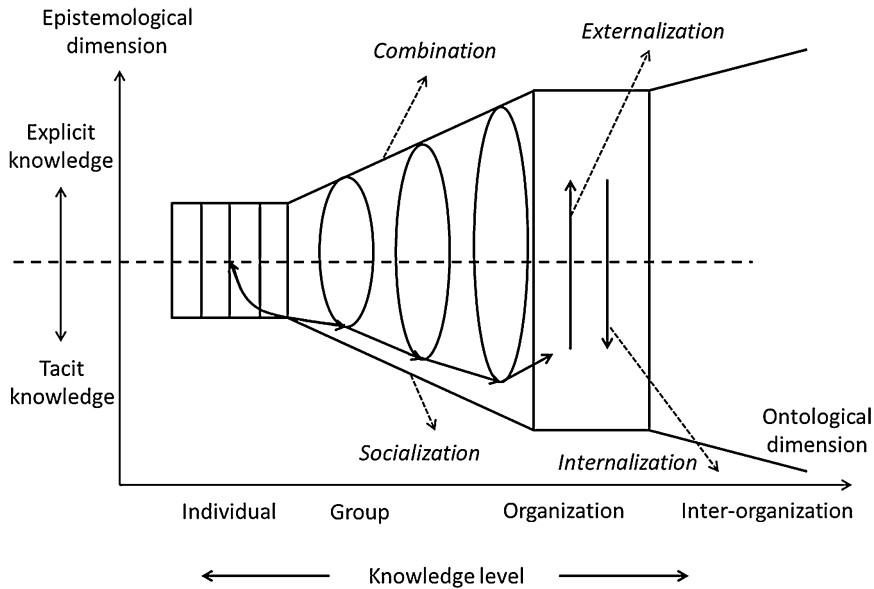 Epistemological
dimension
Combination
Externalization
Explicit
knowledge
Tacit
knowledge
Socialization
Internalization
Ontological
dimension
Individual
Group
Organization
Inter-organization
Knowledge level